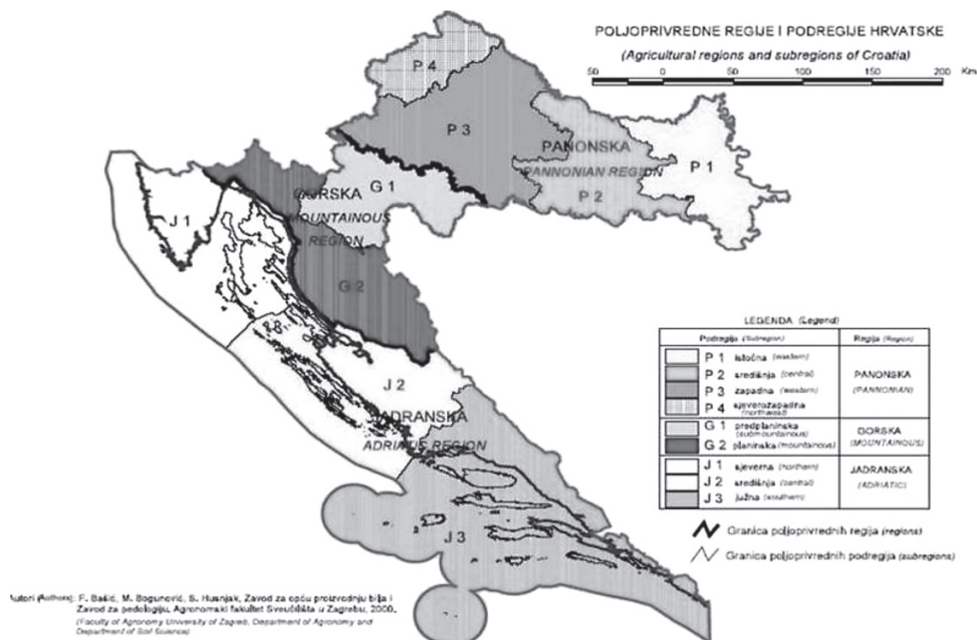 POLJOPRIVREDNE REGIJE I PODREGIJE HRVATSKE
(Agricultural regions and subregions of Croatia)
50 0 50 100 150 200 Km
P 4
P 3
PANONSKA
PANNONIAN REGION
P 2
P 1
GORSKA
MOUNTAINOUS
REGION
G 1
G 2
J 1
J 2
JADRANSKA
ADRIATIC REGION
J 3
LEGENDA (Legend)
Podregija (Subregion) Regija (Region)
P 1 istočna (eastern)
P 2 središnja (central)
P 3 zapadna (western)
P 4 sjeverozapadna
(northwest)
PANONSKA
(PANNONIAN)
G 1 predplaninska
(submountainous)
G 2 planinska (mountainous)
GORSKA
(MOUNTAINOUS)
J 1 sjeverna (northern)
J 2 središnja (central)
J 3 južna (southern)
JADRANSKA
(ADRIATIC)
Granica poljoprivrednih regija (regions)
Granica poljoprivrednih podregija (subregions)
Autori (Authors): F. Bašić, M. Bogunović, S. Husnjak, Zavod za opću proizvodnju bilja i
Zavod za pedologiju, Agronomski fakultet Sveučilišta u Zagrebu, 2000.
(Faculty of Agronomy University of Zagreb, Department of Agronomy and
Department of Soil Science)